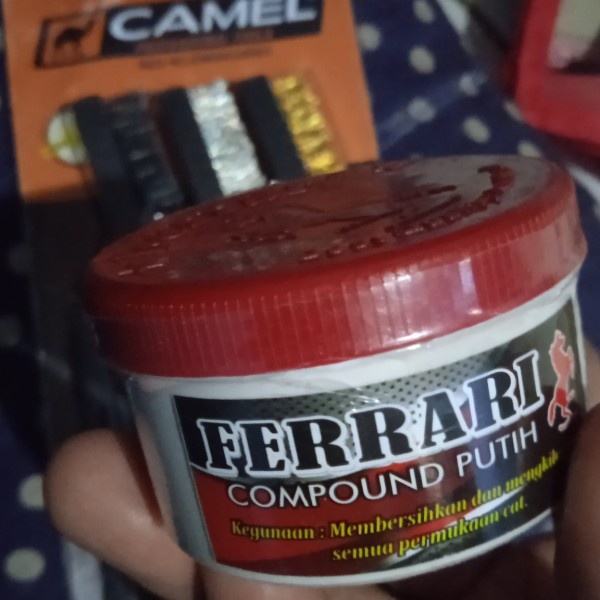 CAMEL
FERRARI
COMPOUND PUTIH
Kegunaan : Membersihkan dan mengkil
semua permukaan cat.